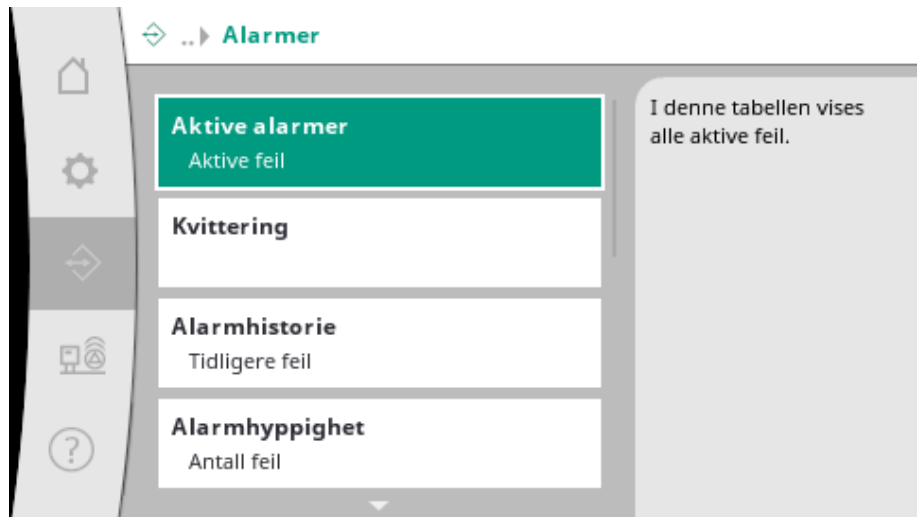 ..▸ Alarmer
Aktive alarmer
Aktive feil
Kvittering
Alarmhistorie
Tidligere feil
Alarmhyppighet
Antall feil
I denne tabellen vises
alle aktive feil.
?